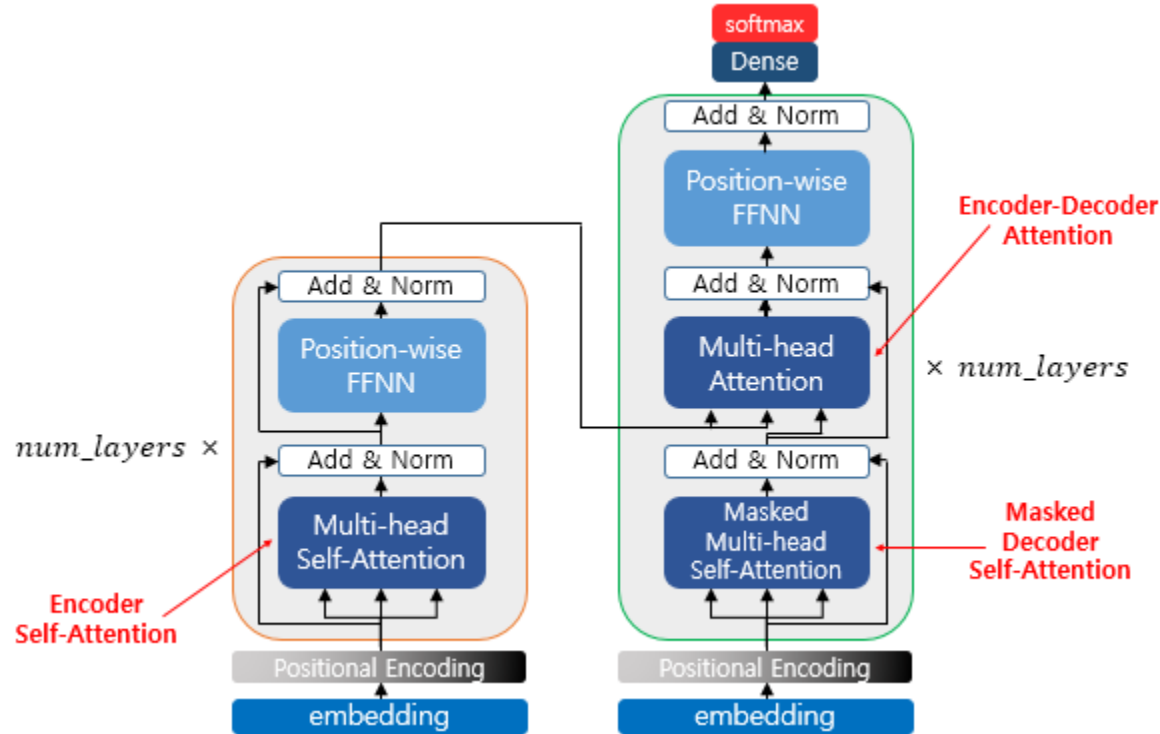 softmax
Dense
Add & Norm
Position-wise
FFNN
Encoder-Decoder
Attention
Add & Norm
Multi-head
Attention
× num_layers
Add & Norm
Masked
Multi-head
Self-Attention
Masked
Decoder
Self-Attention
Positional Encoding
embedding
Add & Norm
Position-wise
FFNN
num_layers ×
Add & Norm
Multi-head
Self-Attention
Encoder
Self-Attention
Positional Encoding
embedding